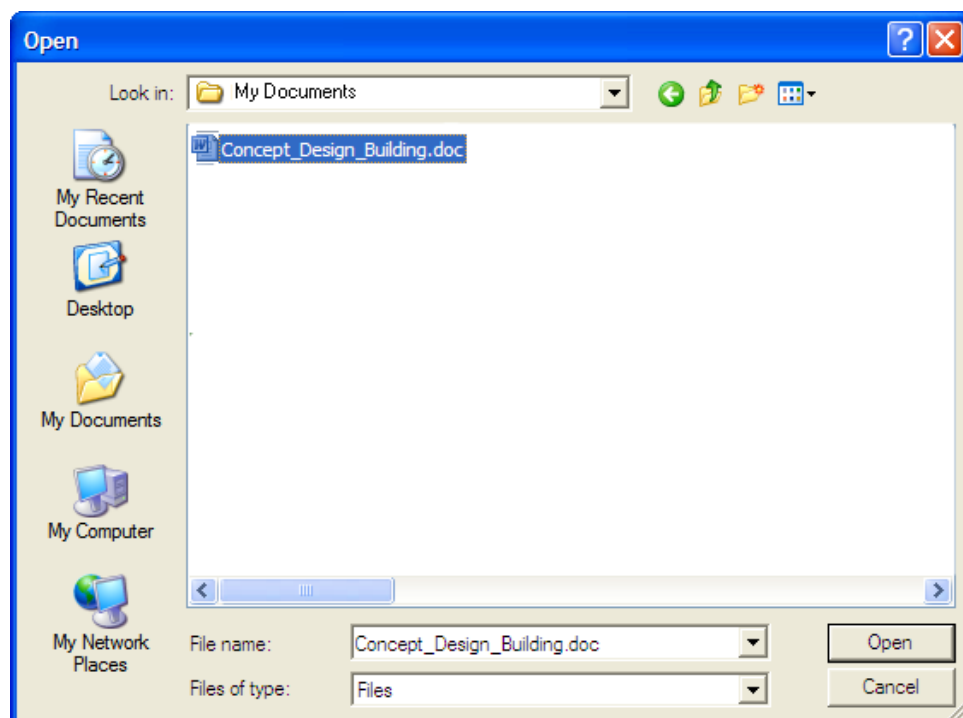 Open
Look in:
My Documents
Concept_Design_Building.doc
My Recent
Documents
Desktop
My Documents
My Computer
My Network
Places
File name:
Concept_Design_Building.doc
Open
Files of type:
Files
Cancel